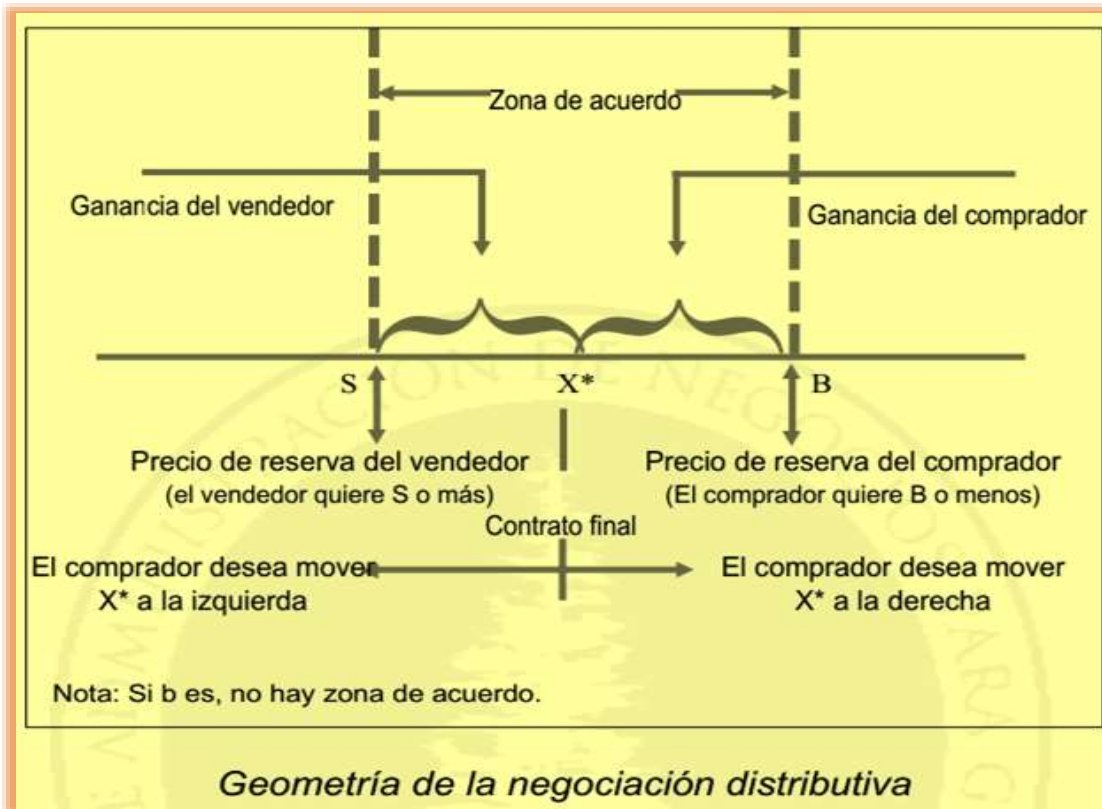 Zona de acuerdo
Ganancia del vendedor
Ganancia del comprador
S X* B
Precio de reserva del vendedor
(el vendedor quiere S o más)
Precio de reserva del comprador
(El comprador quiere B o menos)
Contrato final
El comprador desea mover
X* a la izquierda
El comprador desea mover
X* a la derecha
Nota: Si b es, no hay zona de acuerdo.
Geometría de la negociación distributiva
DE NEGOCIOS